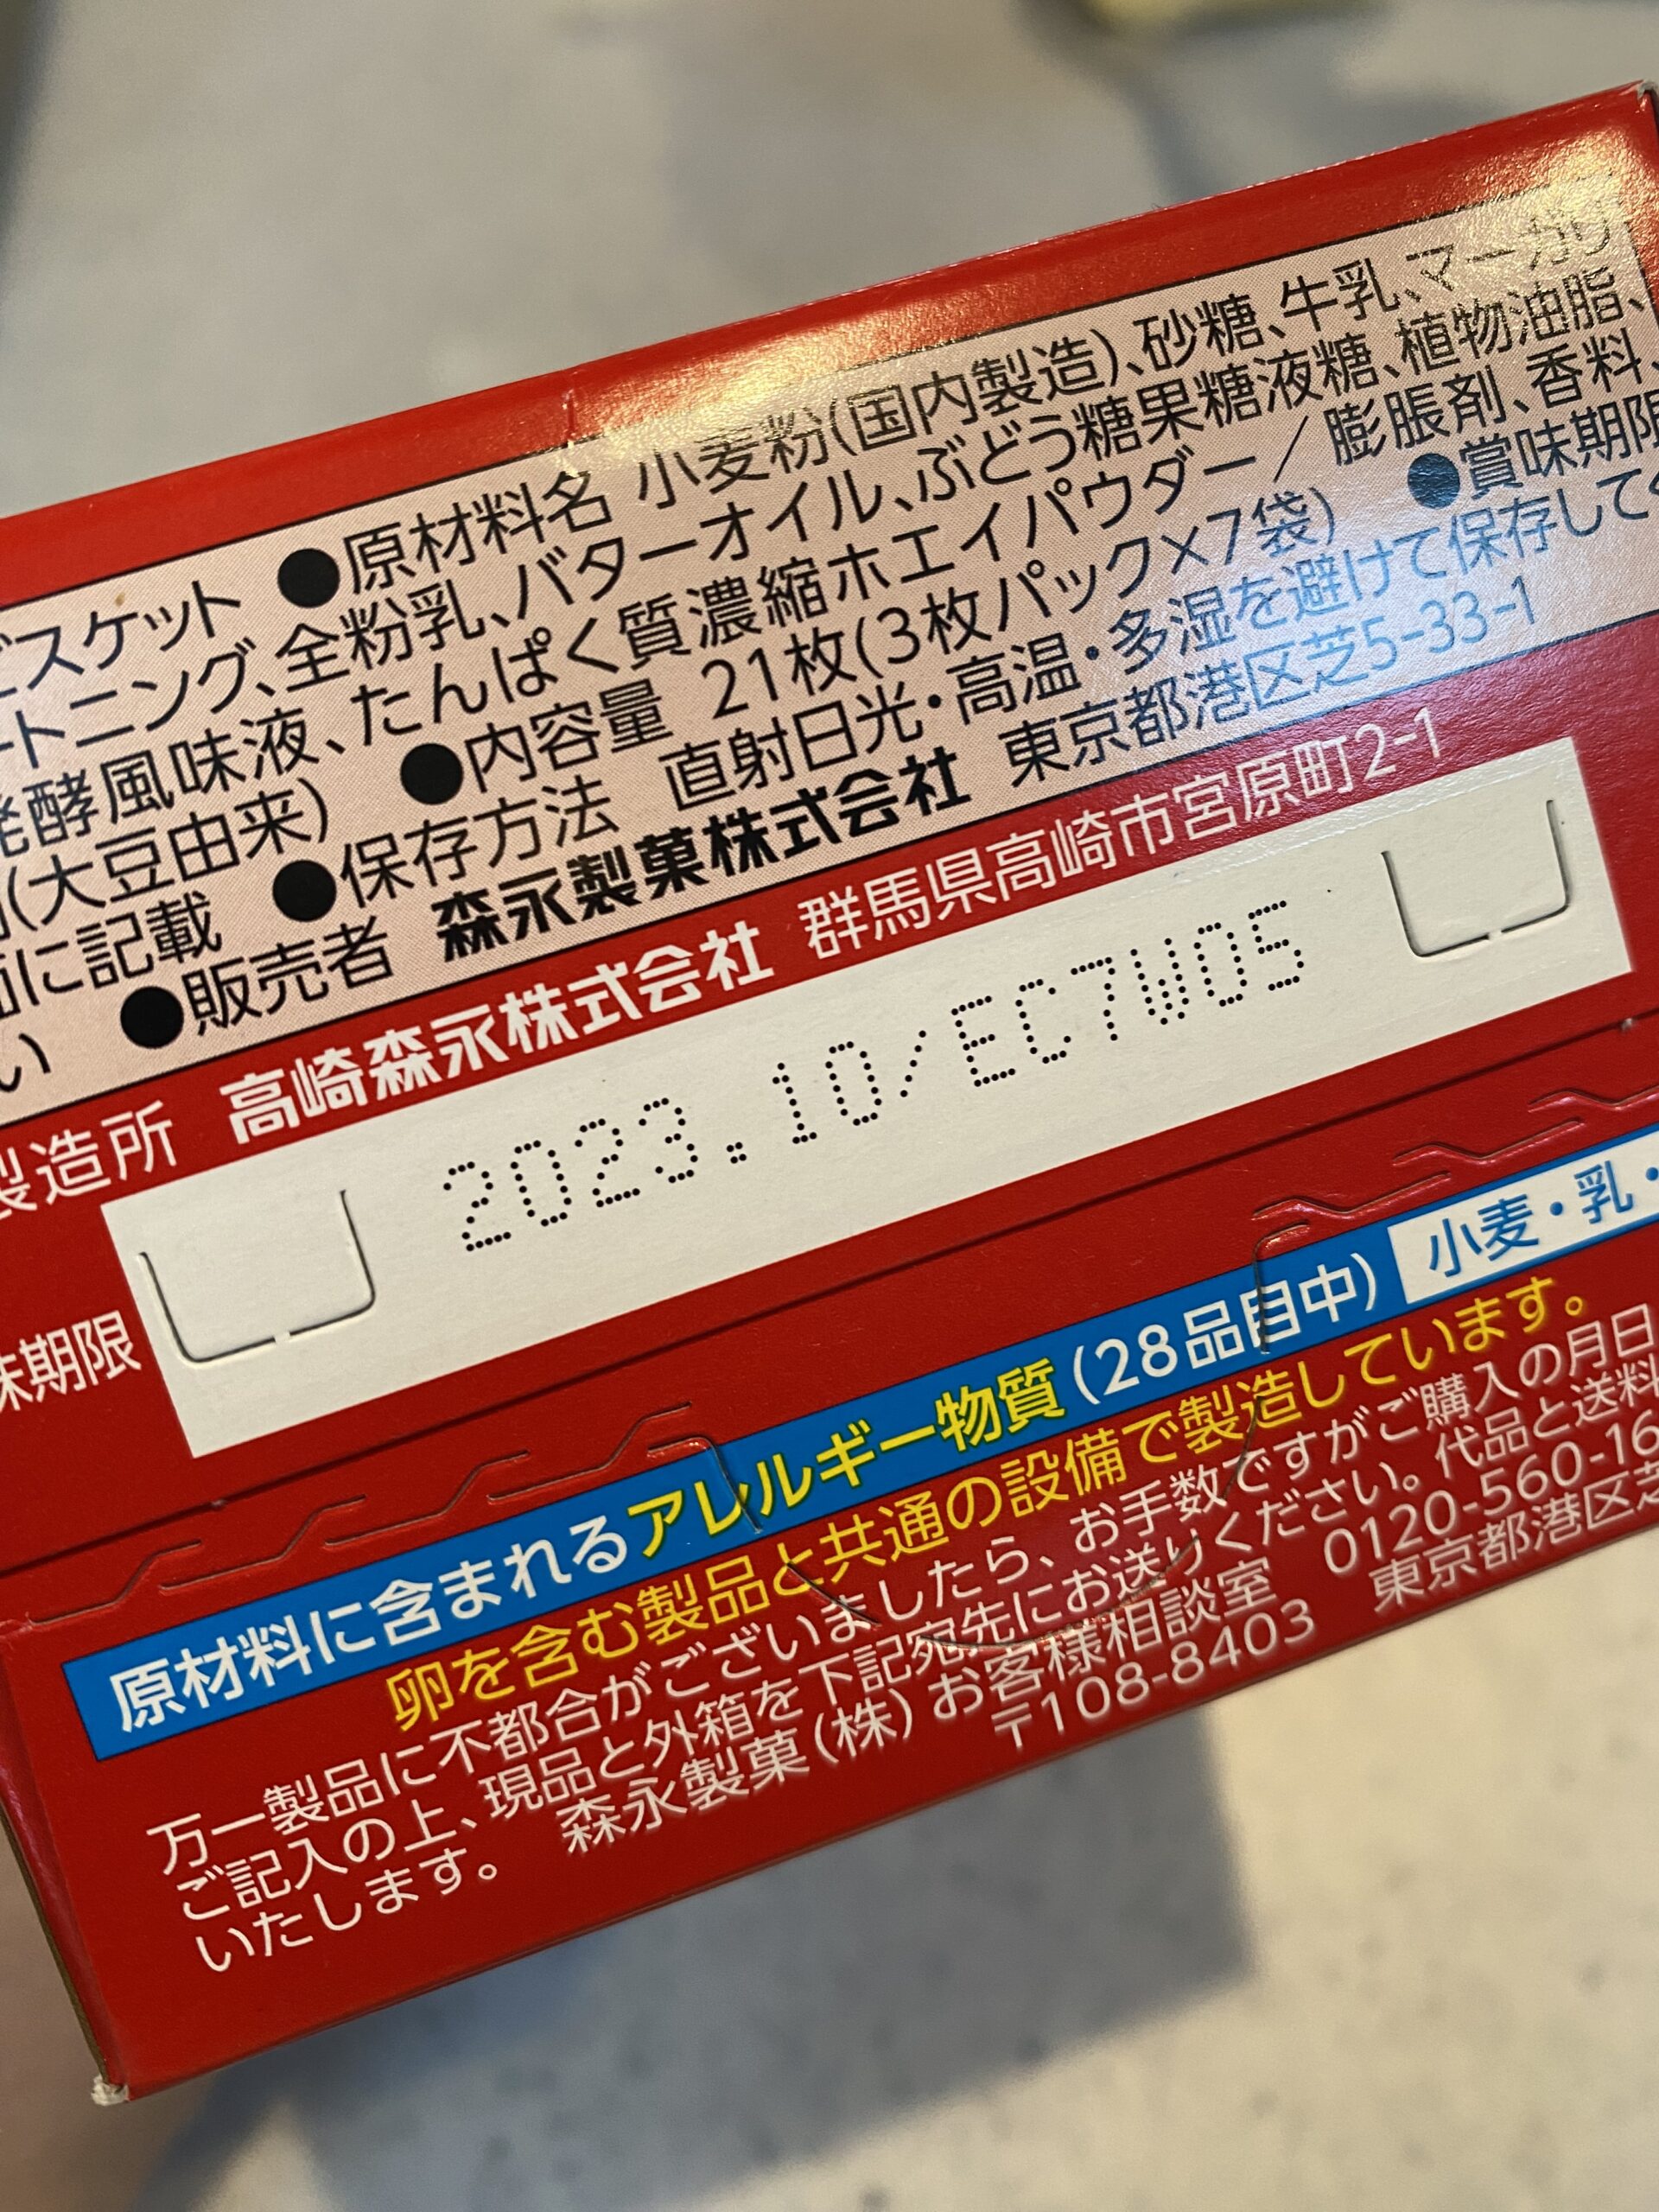 ビスケット ●原材料名 小麦粉(国内製造)、砂糖、牛乳、マーガリ
ートニング、全粉乳、バターオイル、ぶどう糖果糖液糖、植物油脂、
発酵風味液、たんぱく質濃縮ホエイパウダー/膨脹剤、香料、
(大豆由来) ●内容量 21枚(3枚パック×7袋) ●賞味期限
面に記載 ●保存方法 直射日光・高温・多湿を避けて保存して
い ●販売者 森永製菓株式会社 東京都港区芝5-33-1
製造所 高崎森永株式会社 群馬県高崎市宮原町2-1
味期限 2023.10/EC7W05
原材料に含まれるアレルギー物質(28品目中) 小麦・乳・
卵を含む製品と共通の設備で製造しています。
万一製品に不都合がございましたら、お手数ですがご購入の月日
ご記入の上、現品と外箱を下記宛先にお送りください。代品と送料
いたします。 森永製菓(株)お客様相談室 0120-560-16
〒108-8403 東京都港区芝